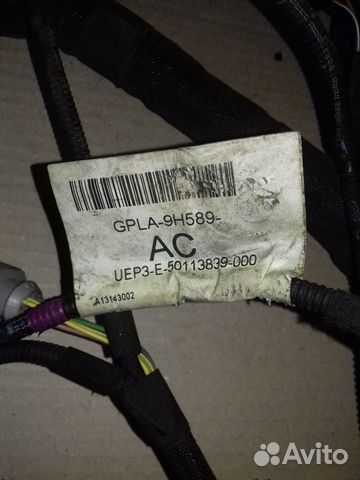 GPLA-9H589-
AC
UEP3-E-50113839-000
A13143002
Avito